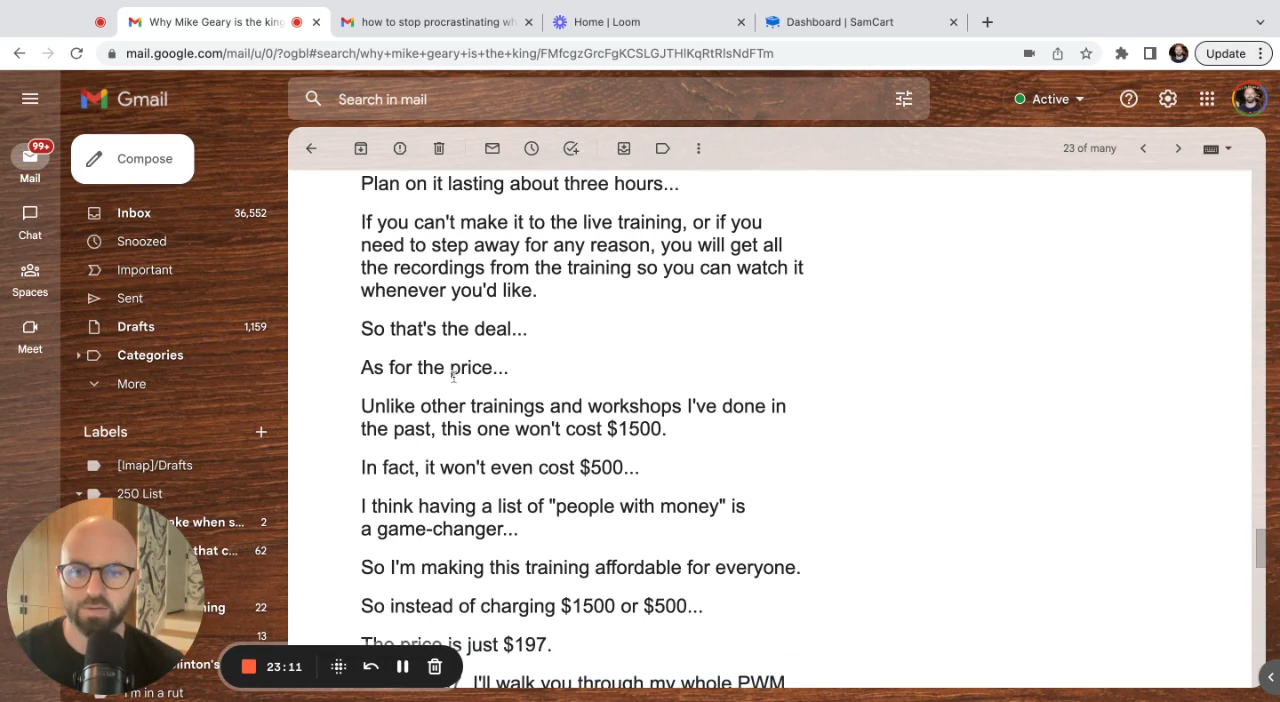 Why Mike Geary is the king
how to stop procrastinating wh
Home | Loom
Dashboard | SamCart
mail.google.com/mail/u/0/?ogbl#search/why+mike+geary+is+the+king/FMfcgzGrcFgKCSLGJTHlKqRtRlsNdFTm
Update
Gmail
Search in mail
Active
Compose
99+
Mail
Chat
Spaces
Meet
Inbox 36,552
Snoozed
Important
Sent
Drafts 1,159
Categories
More
Labels
[Imap]/Drafts
250 List
ke when s... 2
that c... 62
ing 22
13
inton's
I'm in a rut
23 of many
Plan on it lasting about three hours...
If you can't make it to the live training, or if you
need to step away for any reason, you will get all
the recordings from the training so you can watch it
whenever you'd like.
So that's the deal...
As for the price...
Unlike other trainings and workshops I've done in
the past, this one won't cost $1500.
In fact, it won't even cost $500...
I think having a list of "people with money" is
a game-changer...
So I'm making this training affordable for everyone.
So instead of charging $1500 or $500...
The price is just $197.
I'll walk you through my whole PWM
23:11